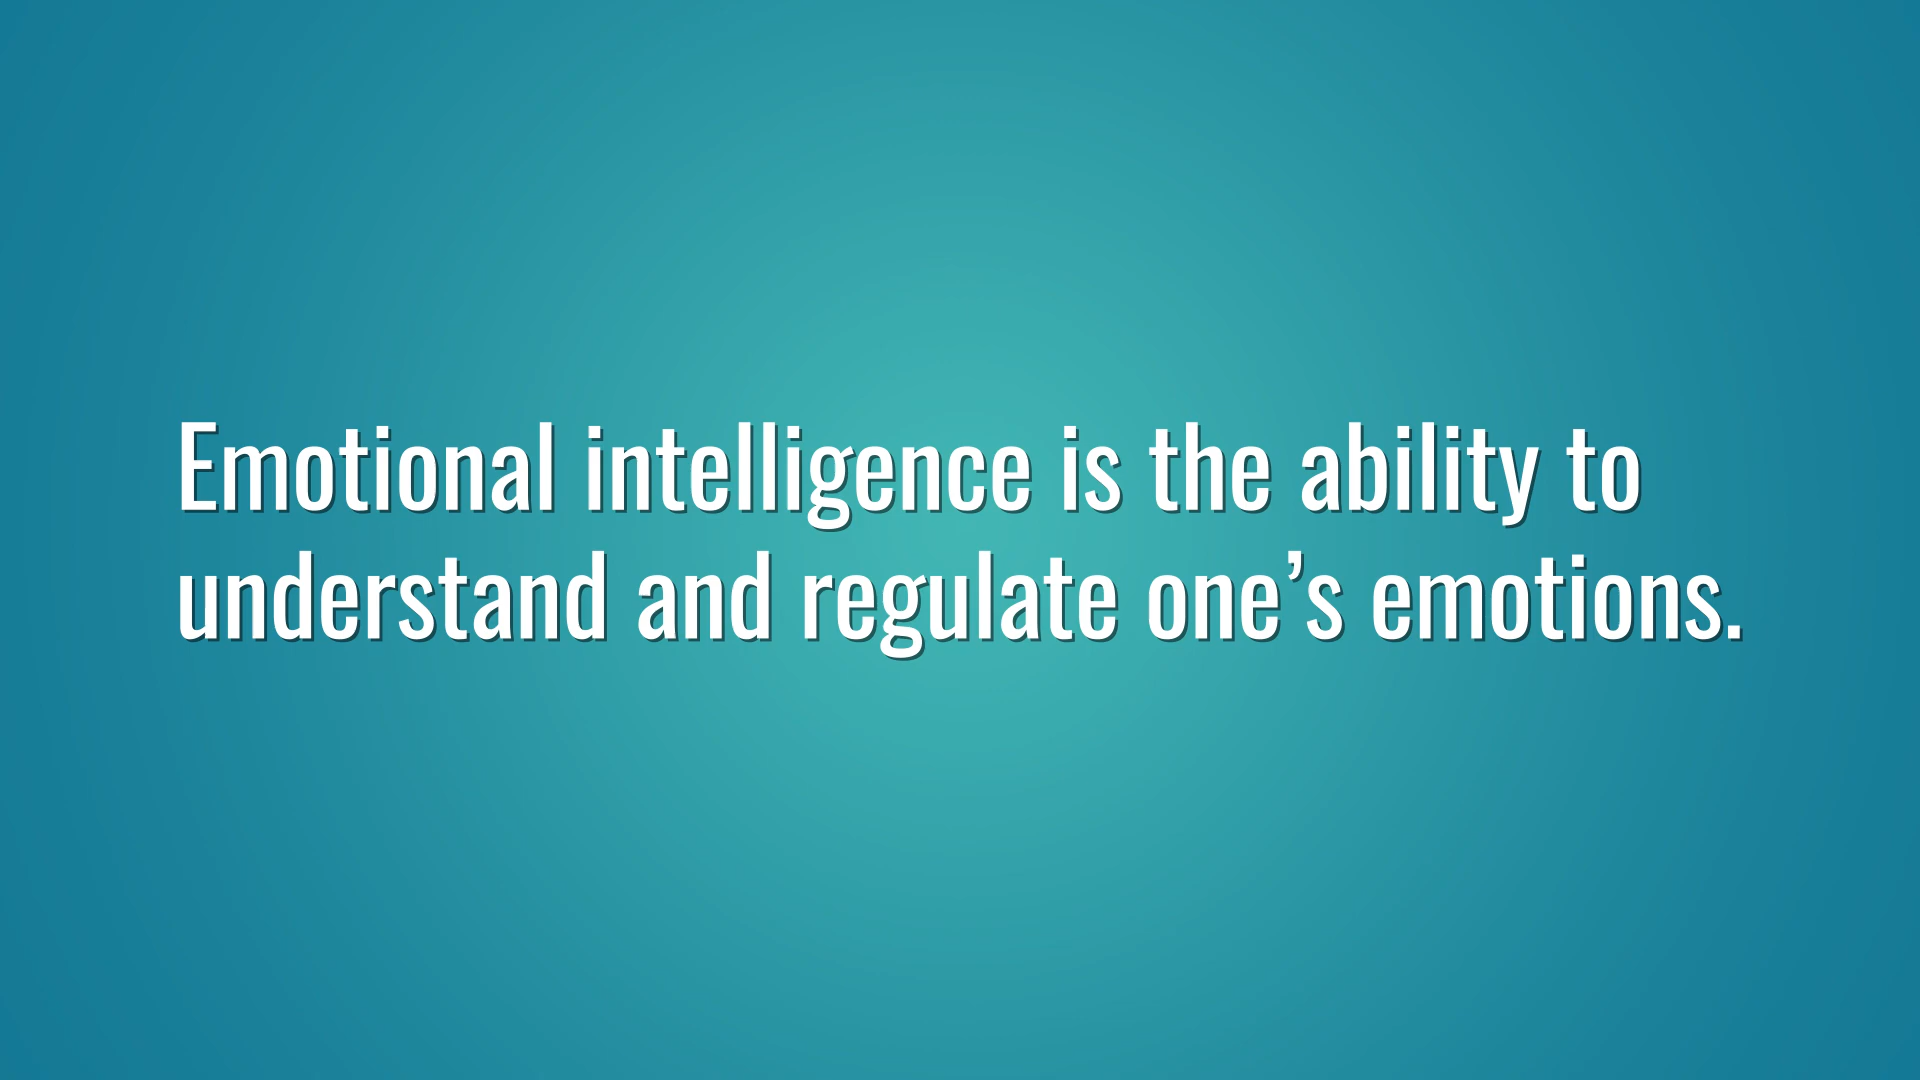 Emotional intelligence is the ability to
understand and regulate one’s emotions.